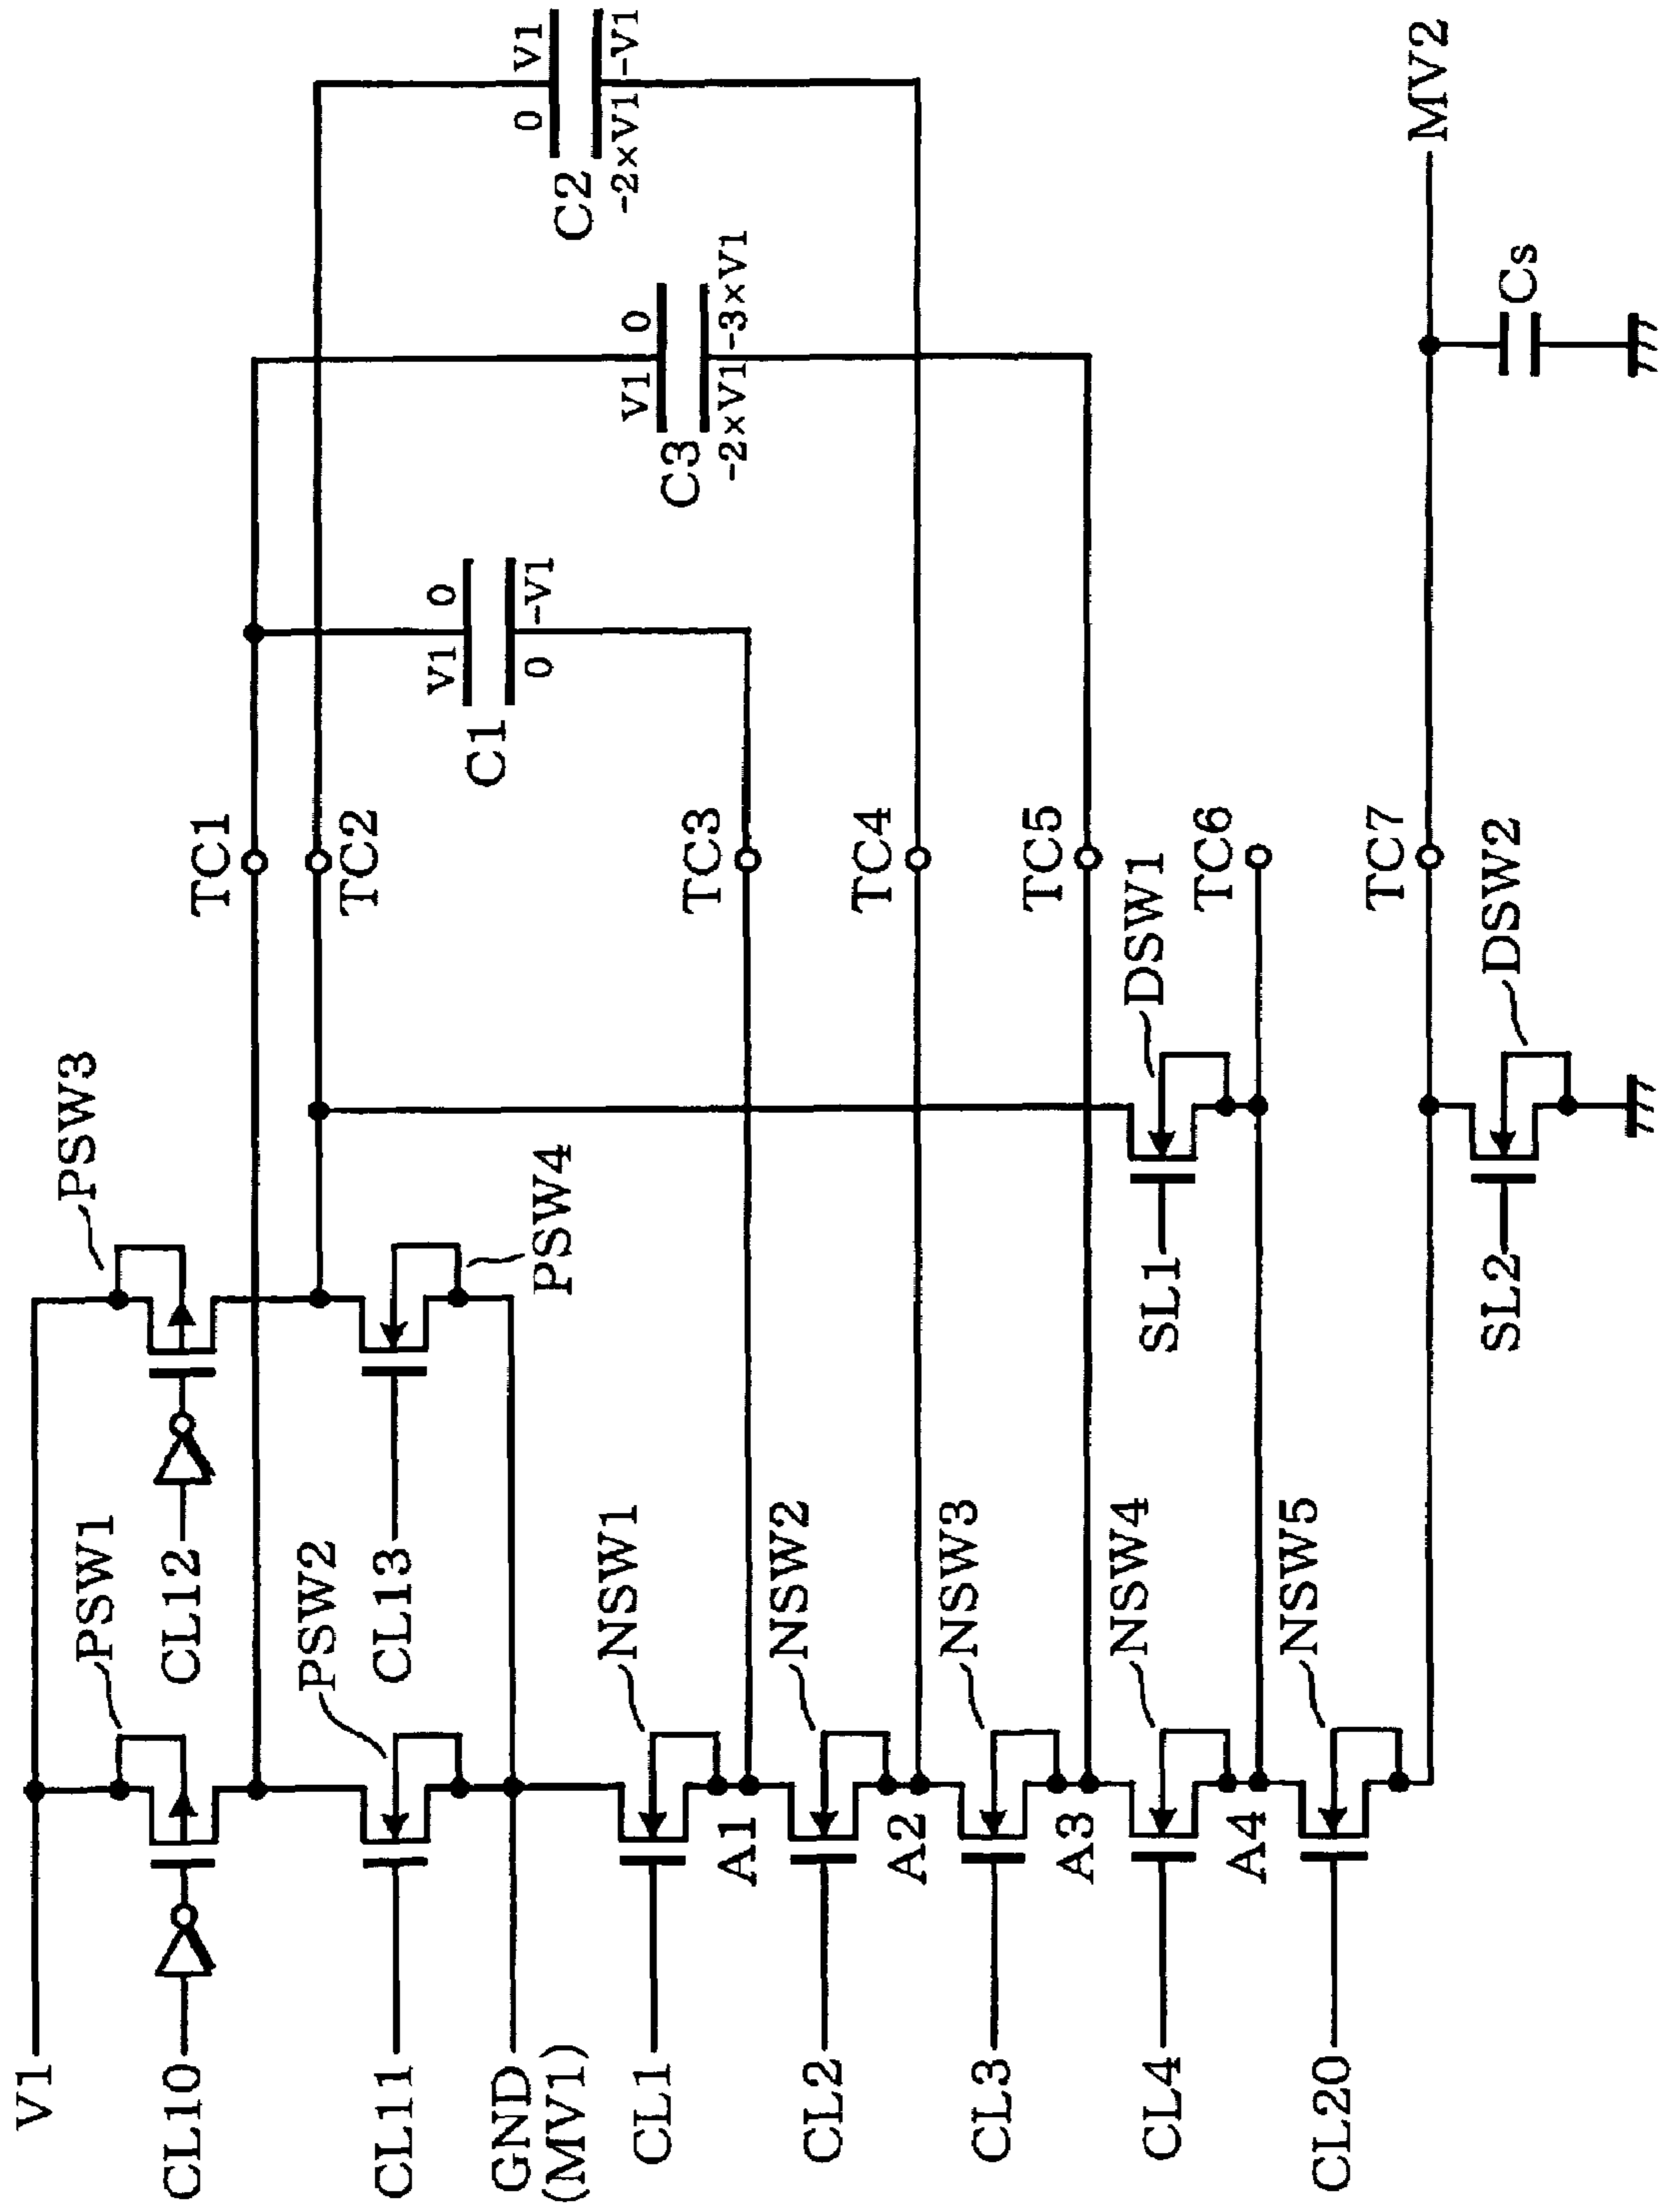 V1
CL10
PSW1
CL12
PSW3
CL11
PSW2
CL13
PSW4
GND
(MV1)
TC1
TC2
CL1
NSW1
A1
TC3
CL2
NSW2
A2
TC4
CL3
NSW3
A3
TC5
CL4
NSW4
A4
SL1
DSW1
TC6
CL20
NSW5
SL2
DSW2
TC7
C1
V1 0
0 -V1
C3
V1 0
-2×V1 -3×V1
C2
0 V1
-2×V1 -V1
Cs
MV2